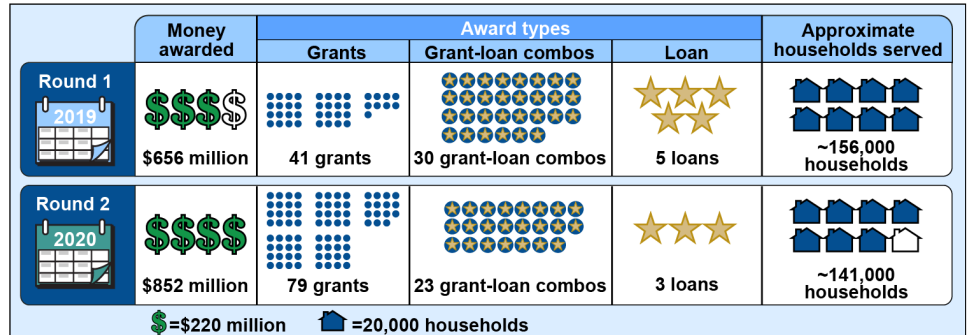 Money awarded
Award types
Approximate households served
Grants
Grant-loan combos
Loan
Round 1
2019
$$$$
$656 million
41 grants
30 grant-loan combos
5 loans
~156,000 households
Round 2
2020
$$$$
$852 million
79 grants
23 grant-loan combos
3 loans
~141,000 households
$=$220 million
=20,000 households